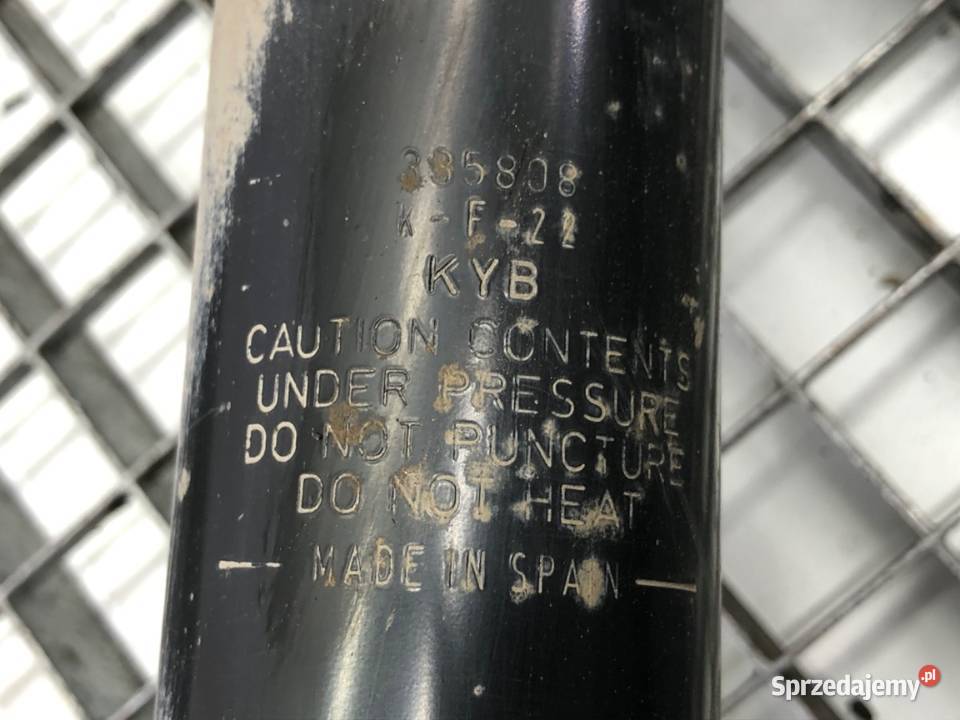 335808
K-F-22
KYB
CAUTION CONTENTS
UNDER PRESSURE
DO NOT PUNCTURE
DO NOT HEAT
— MADE IN SPAIN —
Sprzedajemy.pl